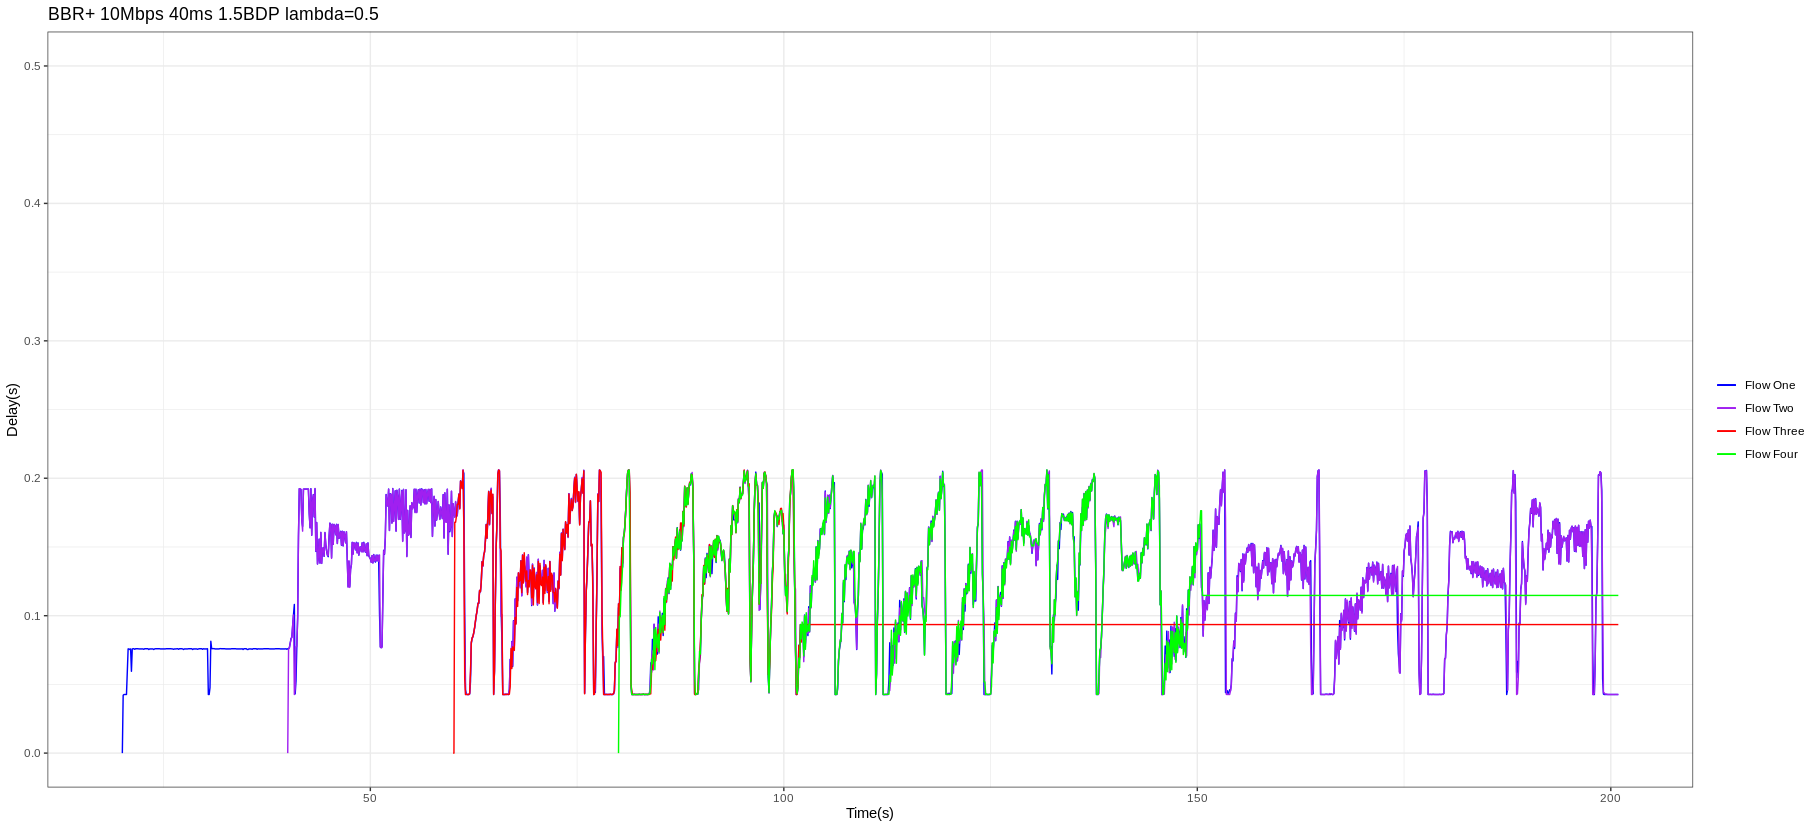 BBR+ 10Mbps 40ms 1.5BDP lambda=0.5
Delay(s)
0.5
0.4
0.3
0.2
0.1
0.0
50
100
150
200
Time(s)
Flow One
Flow Two
Flow Three
Flow Four